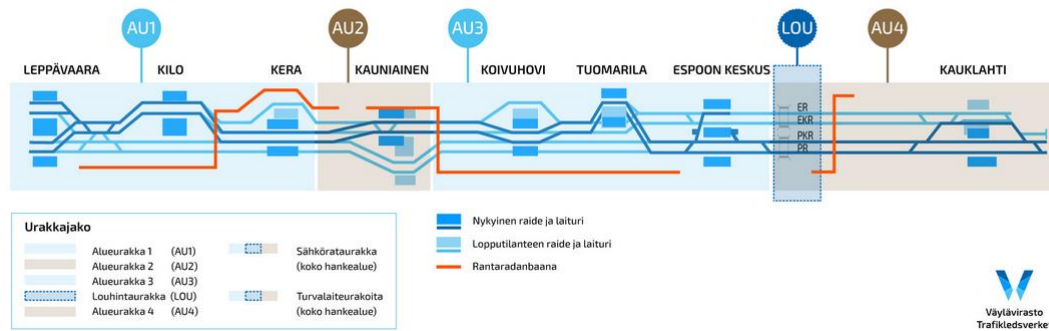 AU1 AU2 AU3 LOU AU4
LEPPÄVAARA KILO KERA KAUNIAINEN KOIVUHOVI TUOMARILA ESPOON KESKUS KAUKLAHTI
ER
EKR
PKR
PR
Urakkajako
Alueurakka 1 (AU1)
Alueurakka 2 (AU2)
Alueurakka 3 (AU3)
Louhintaurakka (LOU)
Alueurakka 4 (AU4)
Sähkörataurakka
(koko hankealue)
Turvalaiteurakoita
(koko hankealue)
Nykyinen raide ja laituri
Lopputilanteen raide ja laituri
Rantaradanbaana
Väylävirasto
Trafikledsverke